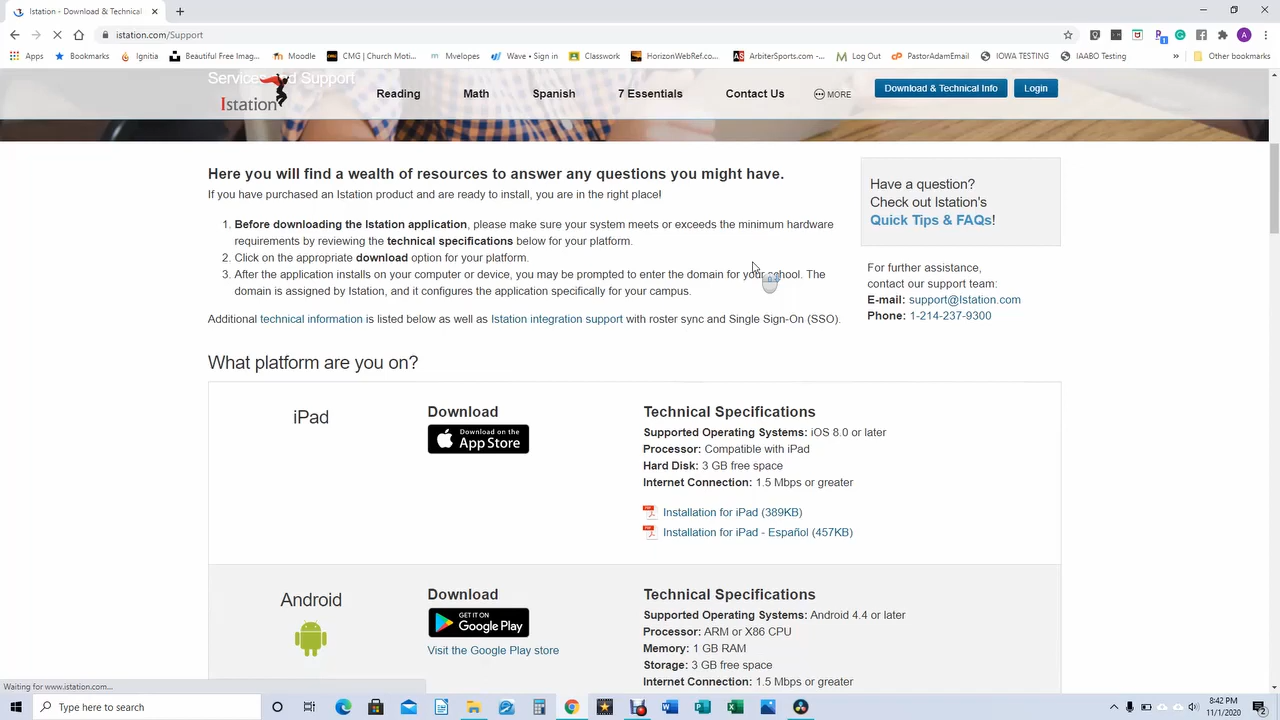 Istation - Download & Technical
istation.com/Support
Apps Bookmarks Ignitia Beautiful Free Imag... Moodle CMG | Church Moti... Mvelopes Wave • Sign in Classwork HorizonWebRef.co... ArbiterSports.com -... Log Out PastorAdamEmail IOWA TESTING IAABO Testing » Other bookmarks
Services and Support
Istation Reading Math Spanish 7 Essentials Contact Us MORE Download & Technical Info Login
Here you will find a wealth of resources to answer any questions you might have.
If you have purchased an Istation product and are ready to install, you are in the right place!
1. Before downloading the Istation application, please make sure your system meets or exceeds the minimum hardware
requirements by reviewing the technical specifications below for your platform.
2. Click on the appropriate download option for your platform.
3. After the application installs on your computer or device, you may be prompted to enter the domain for your school. The
domain is assigned by Istation, and it configures the application specifically for your campus.
Additional technical information is listed below as well as Istation integration support with roster sync and Single Sign-On (SSO).
Have a question?
Check out Istation's
Quick Tips & FAQs!
For further assistance,
contact our support team:
E-mail: support@Istation.com
Phone: 1-214-237-9300
What platform are you on?
iPad
Download
Download on the
App Store
Technical Specifications
Supported Operating Systems: iOS 8.0 or later
Processor: Compatible with iPad
Hard Disk: 3 GB free space
Internet Connection: 1.5 Mbps or greater
Installation for iPad (389KB)
Installation for iPad - Español (457KB)
Android
Download
GET IT ON
Google Play
Visit the Google Play store
Technical Specifications
Supported Operating Systems: Android 4.4 or later
Processor: ARM or X86 CPU
Memory: 1 GB RAM
Storage: 3 GB free space
Internet Connection: 1.5 Mbps or greater
Waiting for www.istation.com...
Type here to search
8:42 PM
11/1/2020